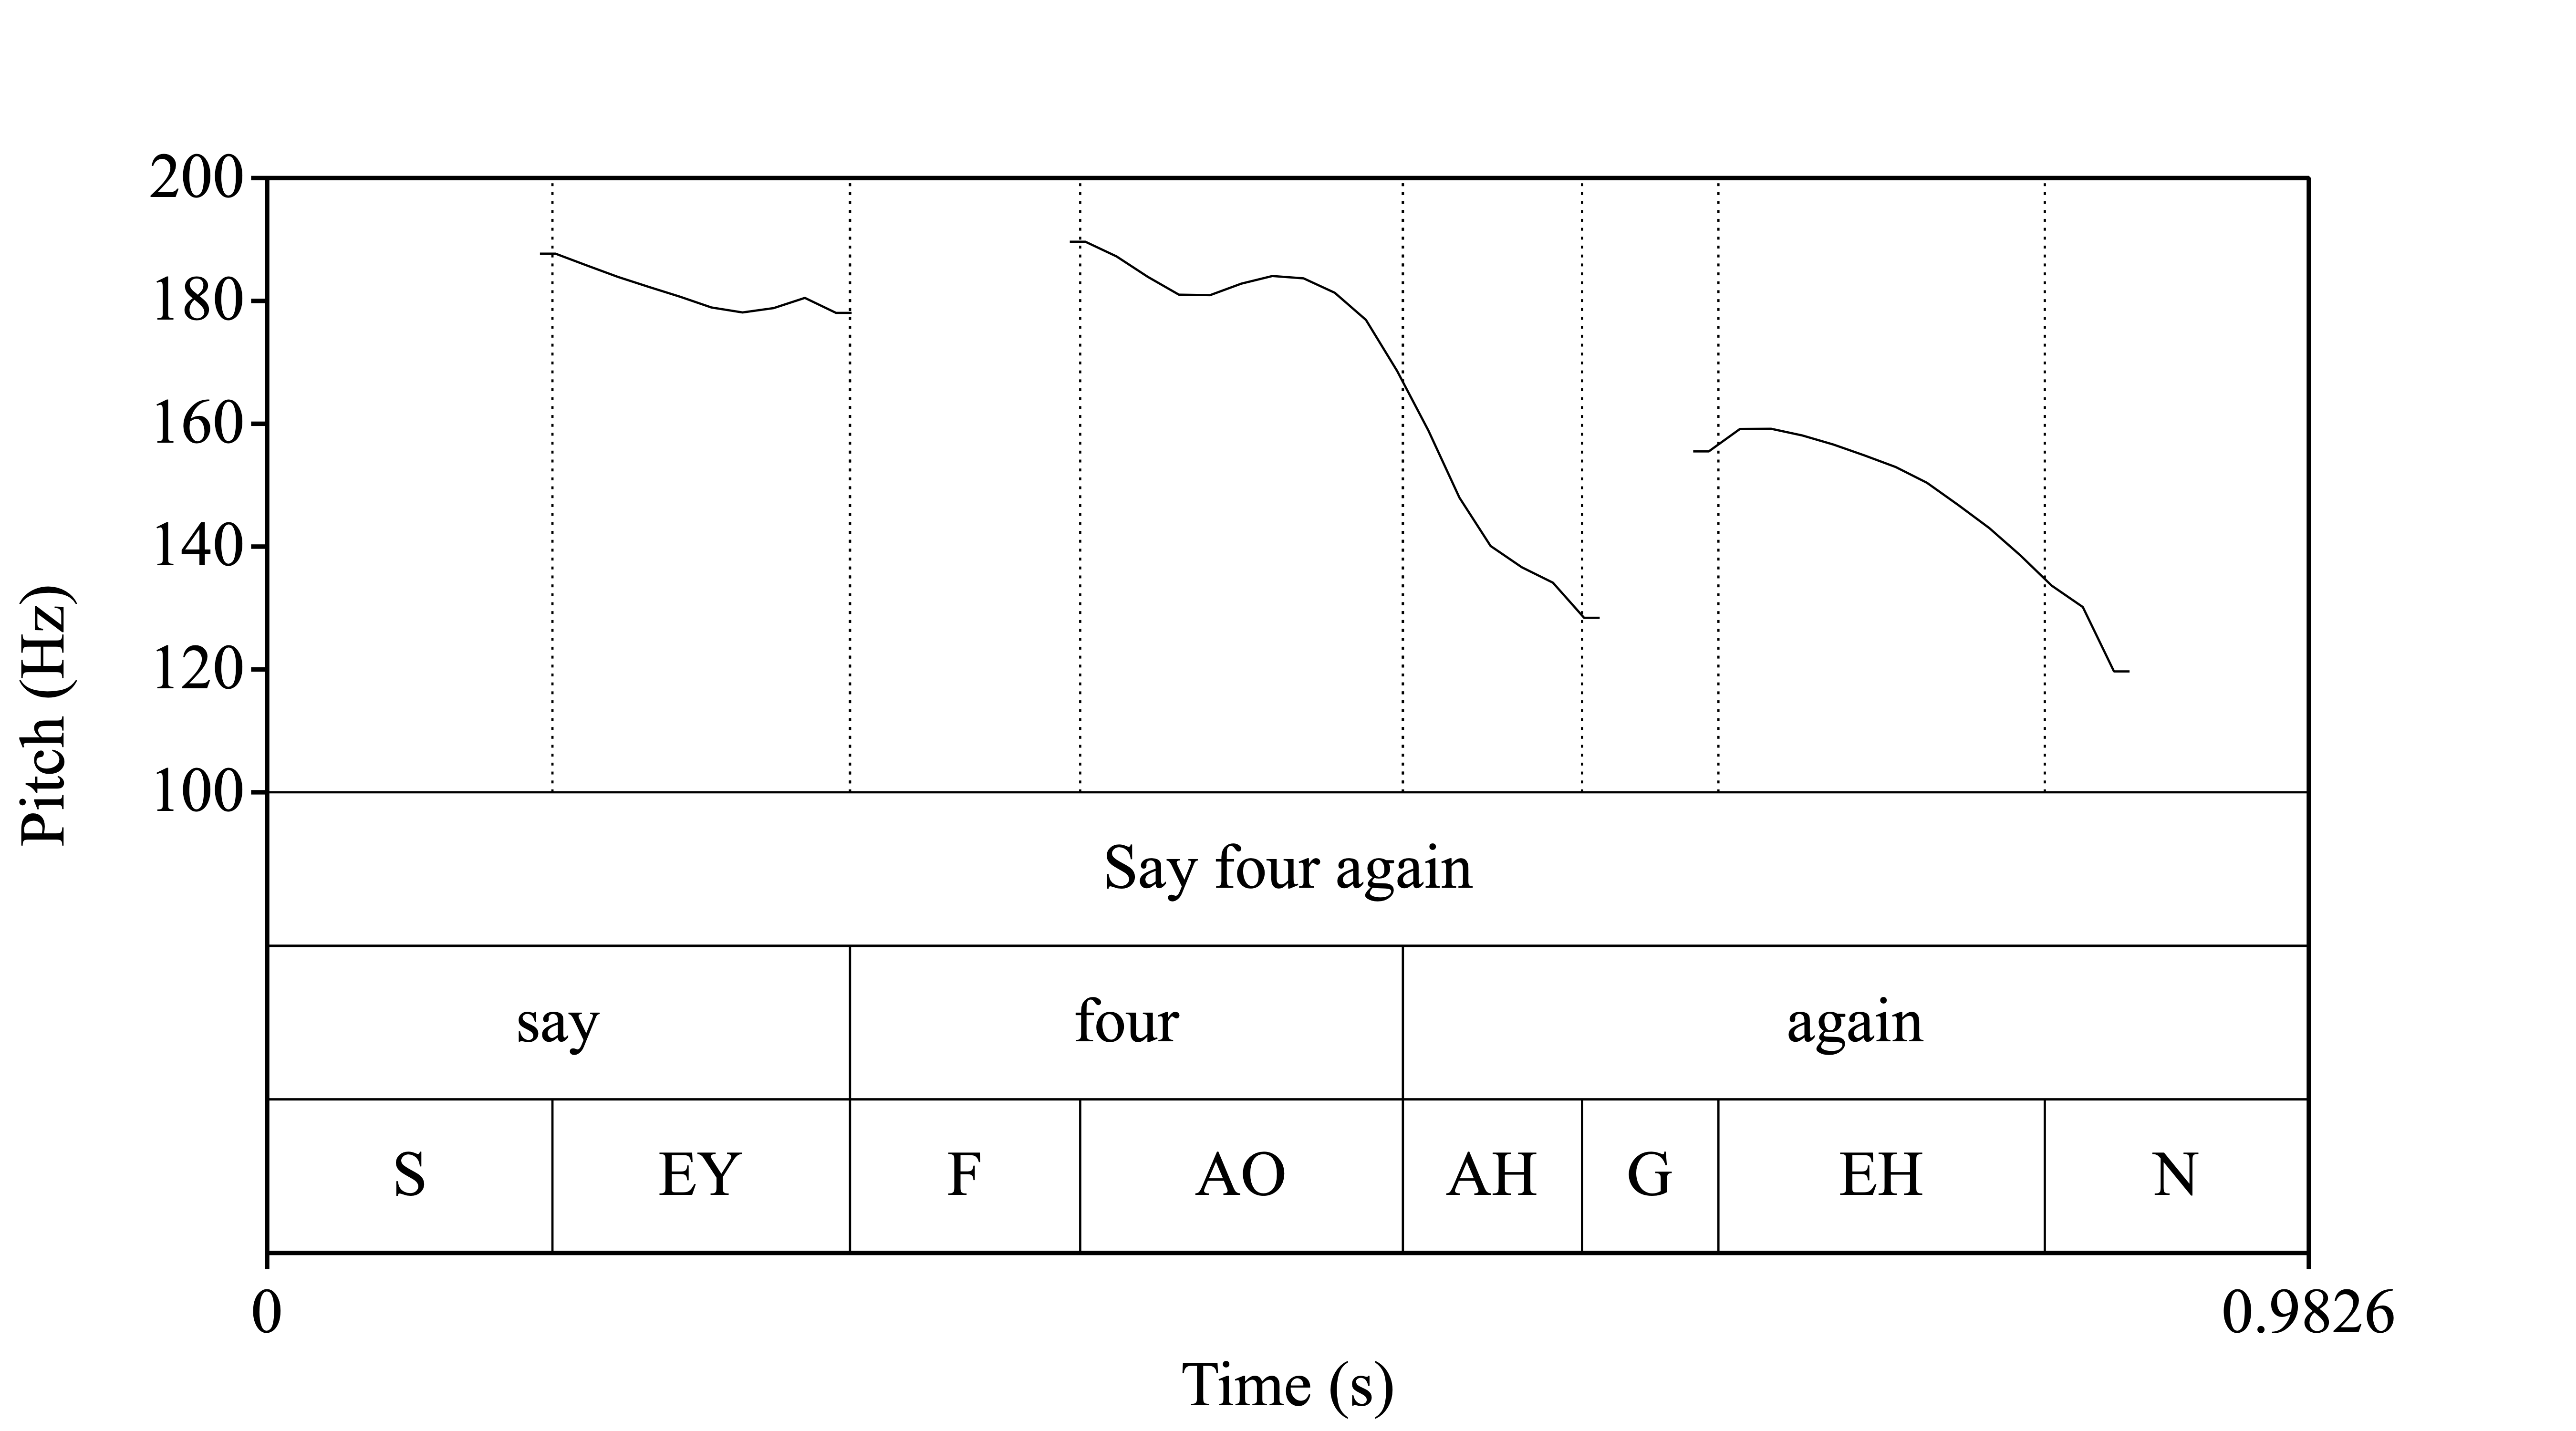 200
180
160
140
120
100
Pitch (Hz)
Say four again
say four again
S EY F AO AH G EH N
0 0.9826
Time (s)